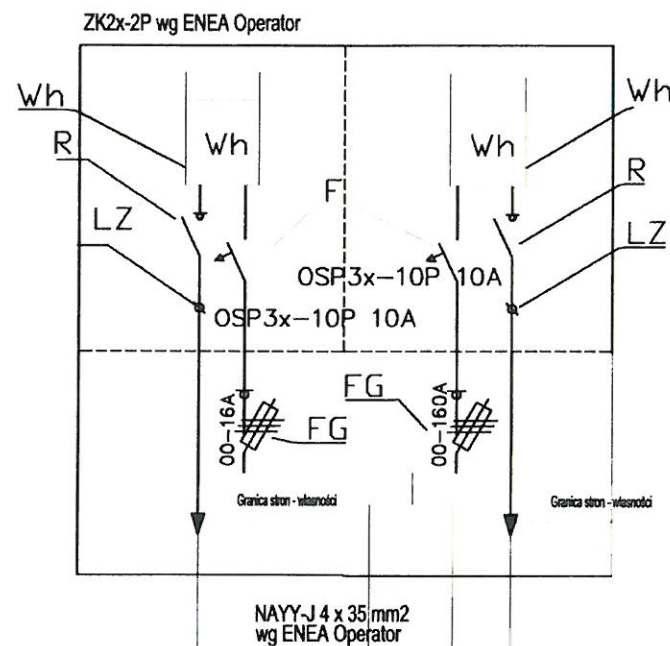 ZK2x-2P wg ENEA Operator
Wh
Wh
Wh
Wh
R
F
R
LZ
LZ
OSP3x-10P 10A
OSP3x-10P 10A
00-16A
FG
FG
00-160A
Granica stron - własności
Granica stron - własności
NAYY-J 4 x 35 mm2
wg ENEA Operator